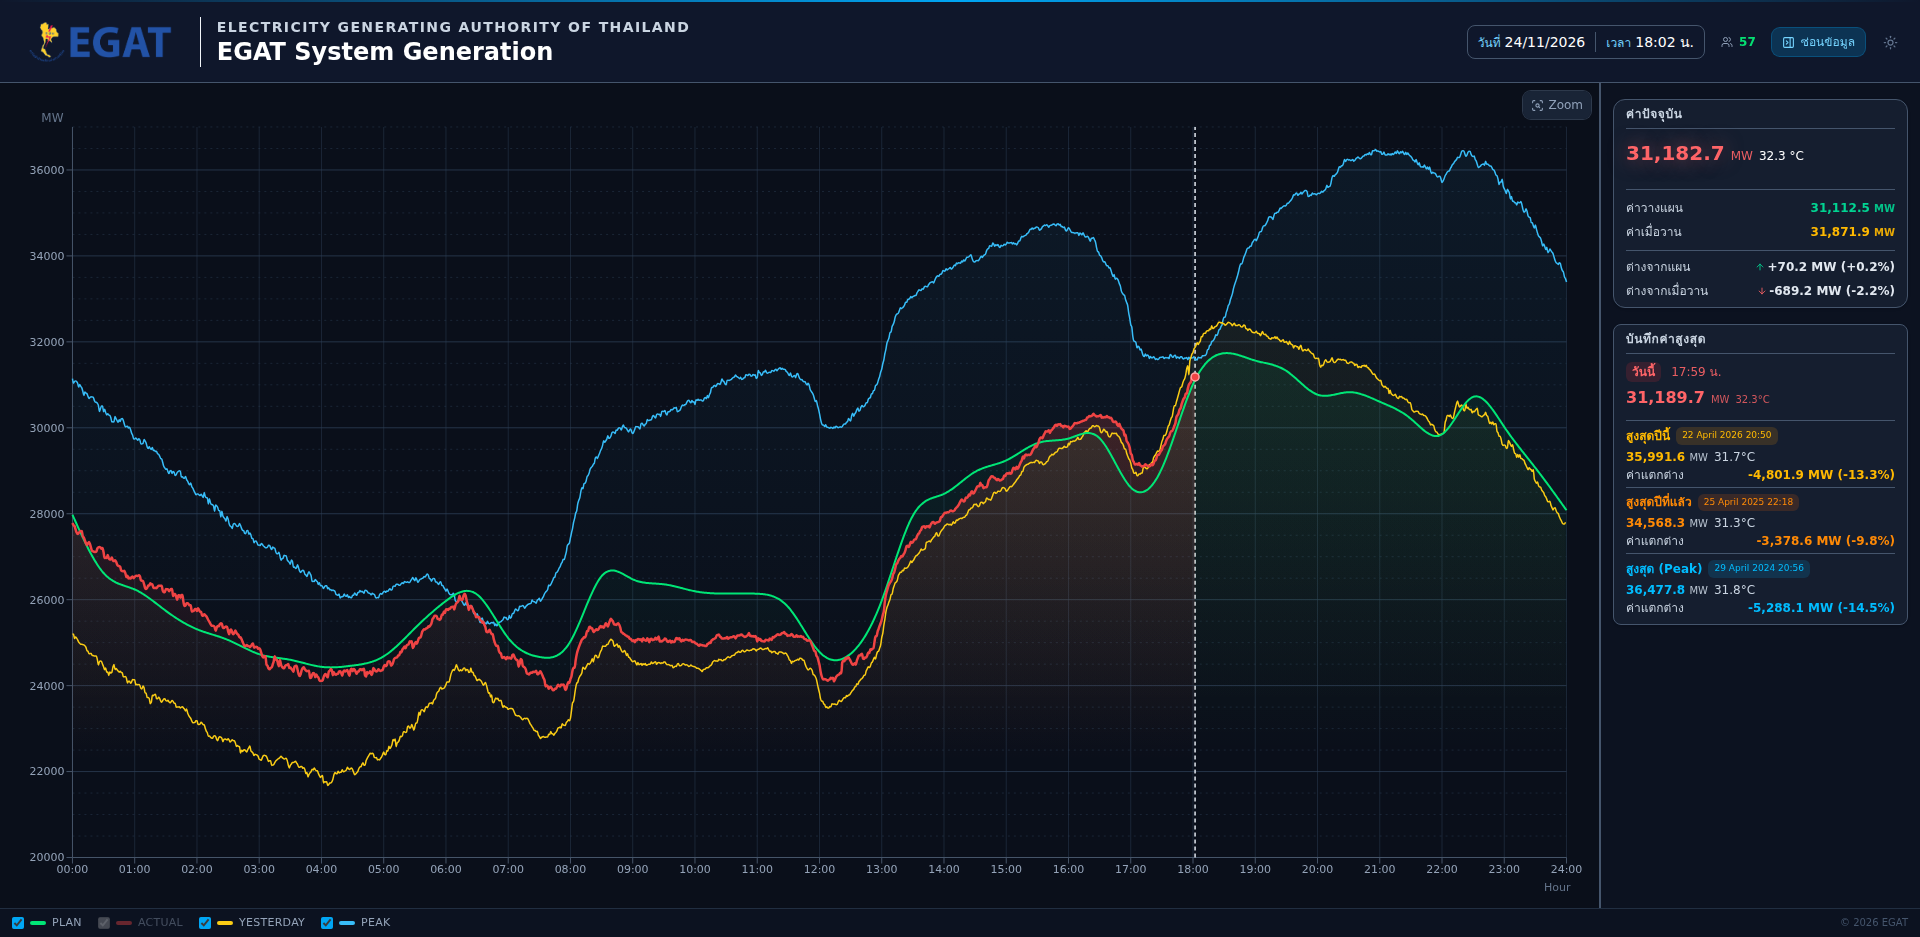 EGAT
ELECTRICITY GENERATING AUTHORITY OF THAILAND
EGAT System Generation
วันที่ 24/11/2026 เวลา 18:02 น.
57
ซ่อนข้อมูล
Zoom
MW
36000
34000
32000
30000
28000
26000
24000
22000
20000
00:00 01:00 02:00 03:00 04:00 05:00 06:00 07:00 08:00 09:00 10:00 11:00 12:00 13:00 14:00 15:00 16:00 17:00 18:00 19:00 20:00 21:00 22:00 23:00 24:00
Hour
ค่าปัจจุบัน
31,182.7 MW 32.3 °C
ค่าวางแผน 31,112.5 MW
ค่าเมื่อวาน 31,871.9 MW
ต่างจากแผน ↑ +70.2 MW (+0.2%)
ต่างจากเมื่อวาน ↓ -689.2 MW (-2.2%)
บันทึกค่าสูงสุด
วันนี้ 17:59 น.
31,189.7 MW 32.3°C
สูงสุดปีนี้ 22 April 2026 20:50
35,991.6 MW 31.7°C
ค่าแตกต่าง -4,801.9 MW (-13.3%)
สูงสุดปีที่แล้ว 25 April 2025 22:18
34,568.3 MW 31.3°C
ค่าแตกต่าง -3,378.6 MW (-9.8%)
สูงสุด (Peak) 29 April 2024 20:56
36,477.8 MW 31.8°C
ค่าแตกต่าง -5,288.1 MW (-14.5%)
PLAN ACTUAL YESTERDAY PEAK
© 2026 EGAT